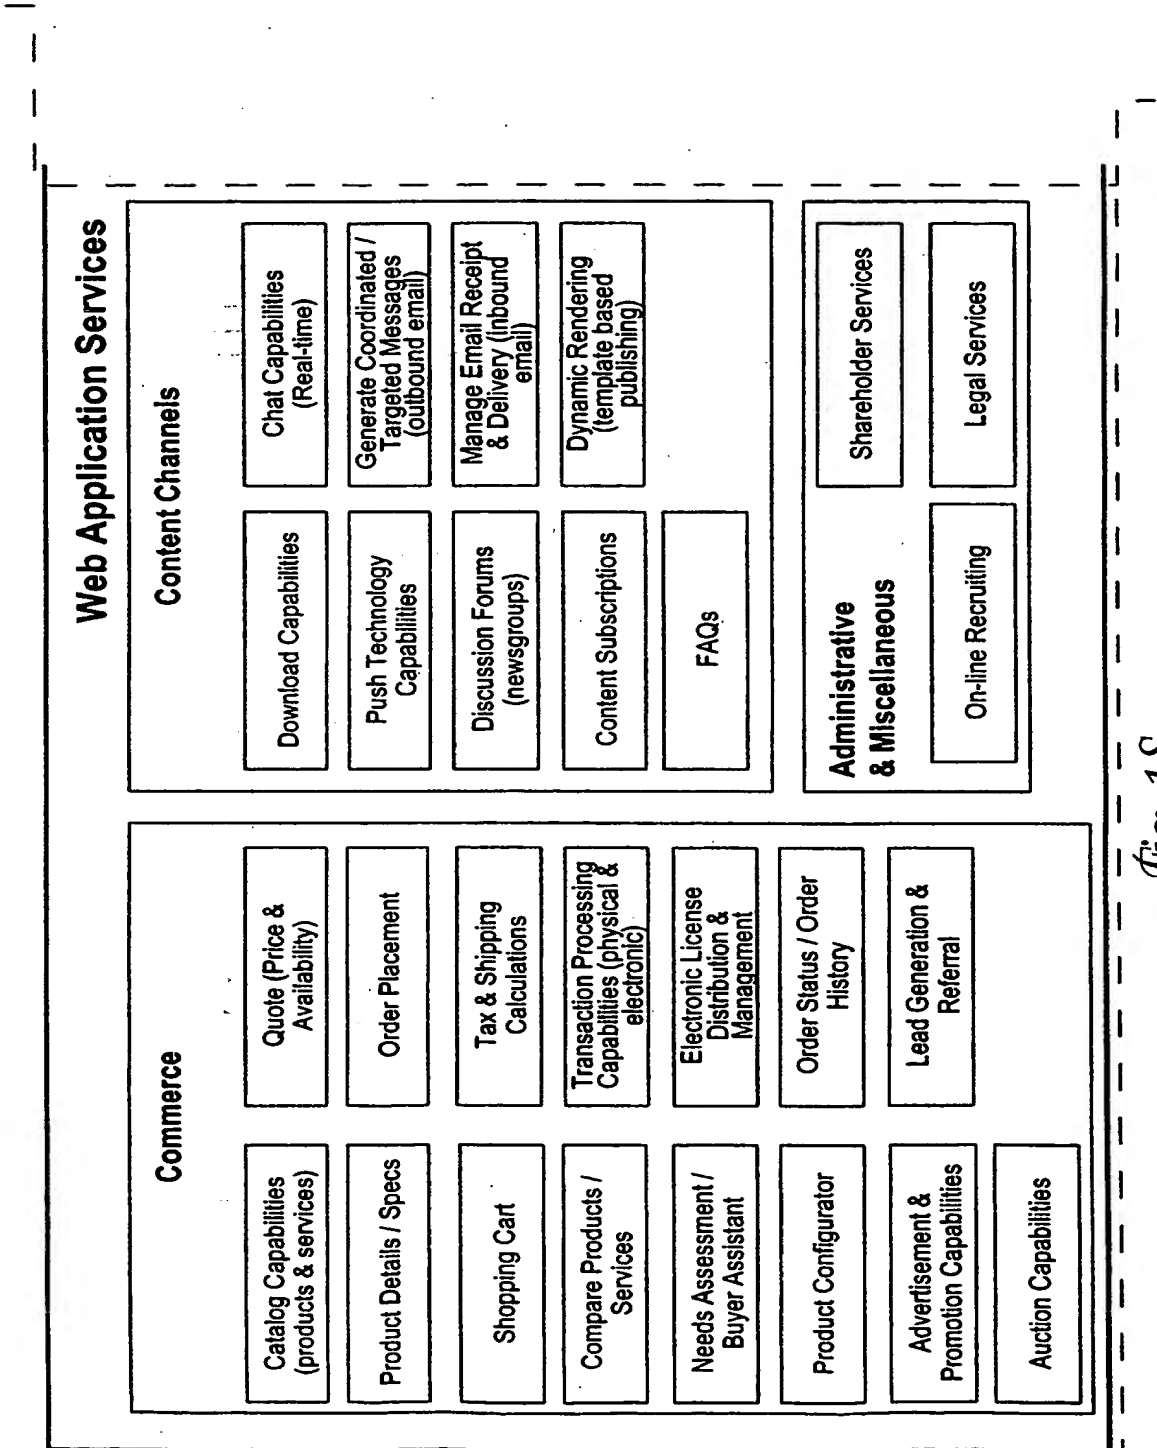 Web Application Services
Commerce
Catalog Capabilities
(products & services)
Quote (Price &
Availability)
Product Details / Specs
Order Placement
Shopping Cart
Tax & Shipping
Calculations
Compare Products /
Services
Transaction Processing
Capabilities (physical &
electronic)
Needs Assessment /
Buyer Assistant
Electronic License
Distribution &
Management
Product Configurator
Order Status / Order
History
Advertisement &
Promotion Capabilities
Lead Generation &
Referral
Auction Capabilities
Content Channels
Download Capabilities
Chat Capabilities
(Real-time)
Push Technology
Capabilities
Generate Coordinated /
Targeted Messages
(outbound email)
Discussion Forums
(newsgroups)
Manage Email Receipt
& Delivery (inbound
email)
Content Subscriptions
Dynamic Rendering
(template based
publishing)
FAQs
Administrative
& Miscellaneous
Shareholder Services
On-line Recruiting
Legal Services